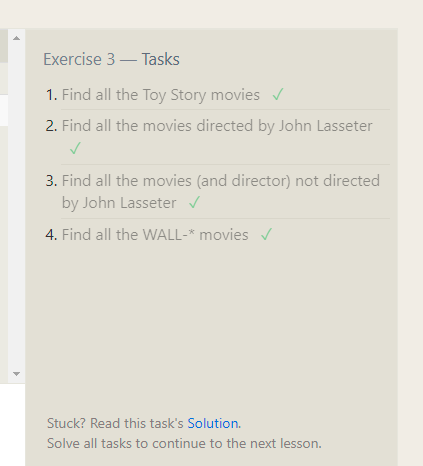 Exercise 3 — Tasks
1. Find all the Toy Story movies ✓
2. Find all the movies directed by John Lasseter
✓
3. Find all the movies (and director) not directed
by John Lasseter ✓
4. Find all the WALL-* movies ✓
Stuck? Read this task's Solution.
Solve all tasks to continue to the next lesson.